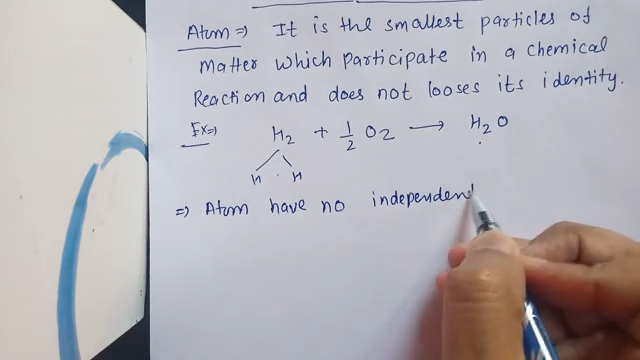 Atom ⇒ It is the smallest particles of
matter which participate in a chemical
Reaction and does not looses its identity.
Ex ⇒ H2 + 1/2 O2 → H2O
H . H
⇒ Atom have no independen